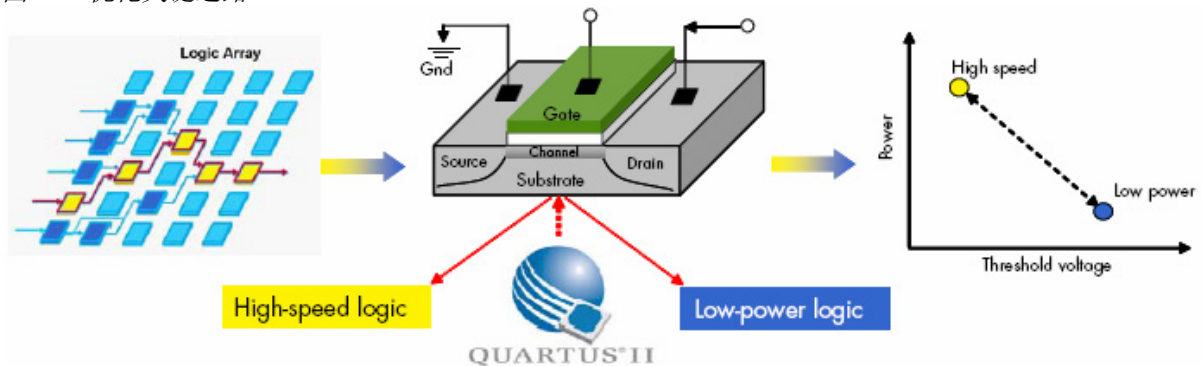 Logic Array
Gnd
Gate
Source
Channel
Drain
Substrate
High-speed logic
Low-power logic
QUARTUS®II
High speed
Power
Low power
Threshold voltage